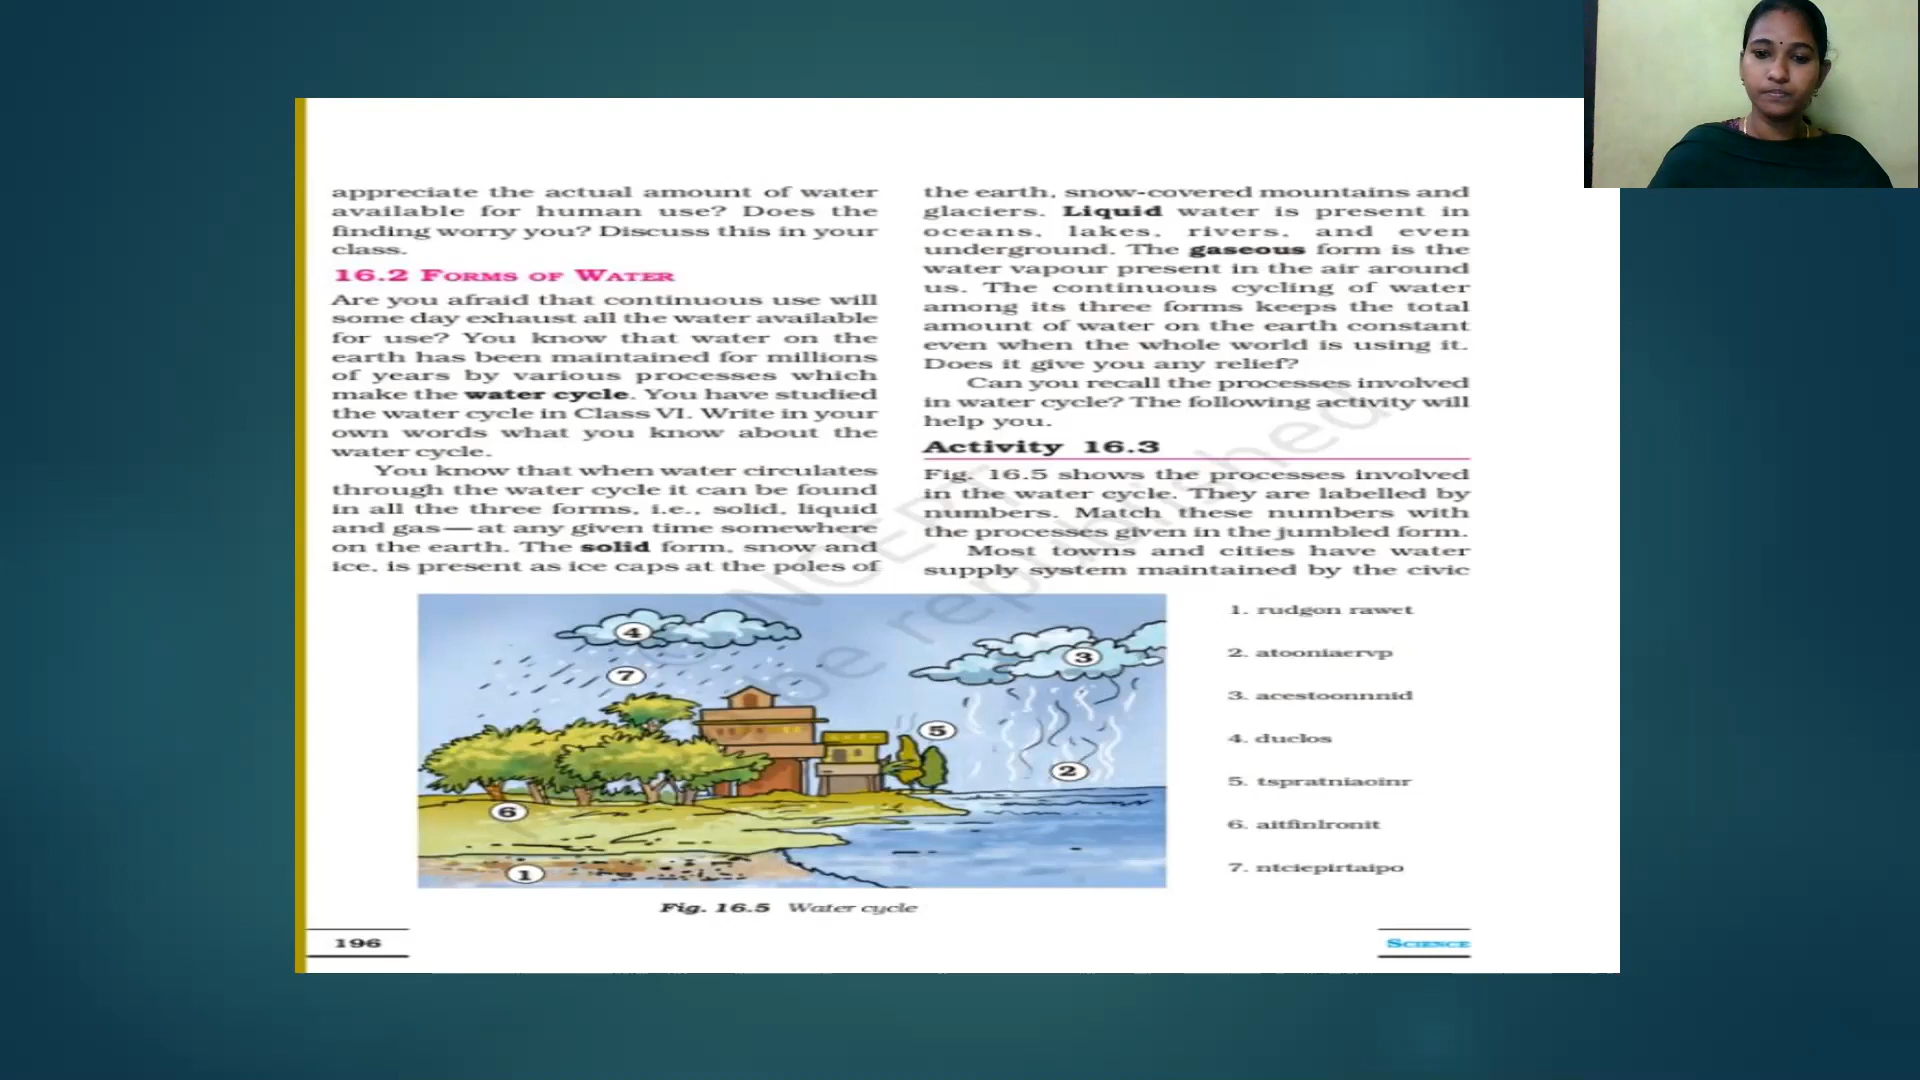 appreciate the actual amount of water
available for human use? Does the
finding worry you? Discuss this in your
class.
16.2 FORMS OF WATER
Are you afraid that continuous use will
some day exhaust all the water available
for use? You know that water on the
earth has been maintained for millions
of years by various processes which
make the water cycle. You have studied
the water cycle in Class VI. Write in your
own words what you know about the
water cycle.
You know that when water circulates
through the water cycle it can be found
in all the three forms, i.e., solid, liquid
and gas—at any given time somewhere
on the earth. The solid form, snow and
ice, is present as ice caps at the poles of
the earth, snow-covered mountains and
glaciers. Liquid water is present in
oceans, lakes, rivers, and even
underground. The gaseous form is the
water vapour present in the air around
us. The continuous cycling of water
among its three forms keeps the total
amount of water on the earth constant
even when the whole world is using it.
Does it give you any relief?
Can you recall the processes involved
in water cycle? The following activity will
help you.
Activity 16.3
Fig. 16.5 shows the processes involved
in the water cycle. They are labelled by
numbers. Match these numbers with
the processes given in the jumbled form.
Most towns and cities have water
supply system maintained by the civic
4
3
7
5
2
6
1
1. rudgon rawet
2. atooniaervp
3. acestoonnnid
4. duclos
5. tspratniaoinr
6. aitfinlronit
7. ntciepirtaipo
Fig. 16.5 Water cycle
196
SCIENCE
© NCERT
be republished